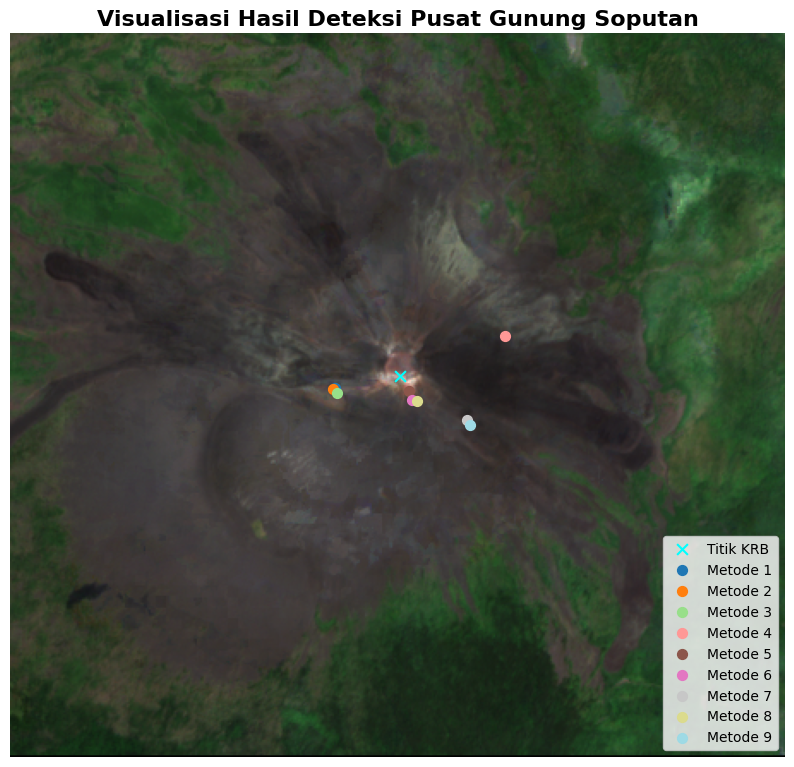 Visualisasi Hasil Deteksi Pusat Gunung Soputan
Titik KRB
Metode 1
Metode 2
Metode 3
Metode 4
Metode 5
Metode 6
Metode 7
Metode 8
Metode 9